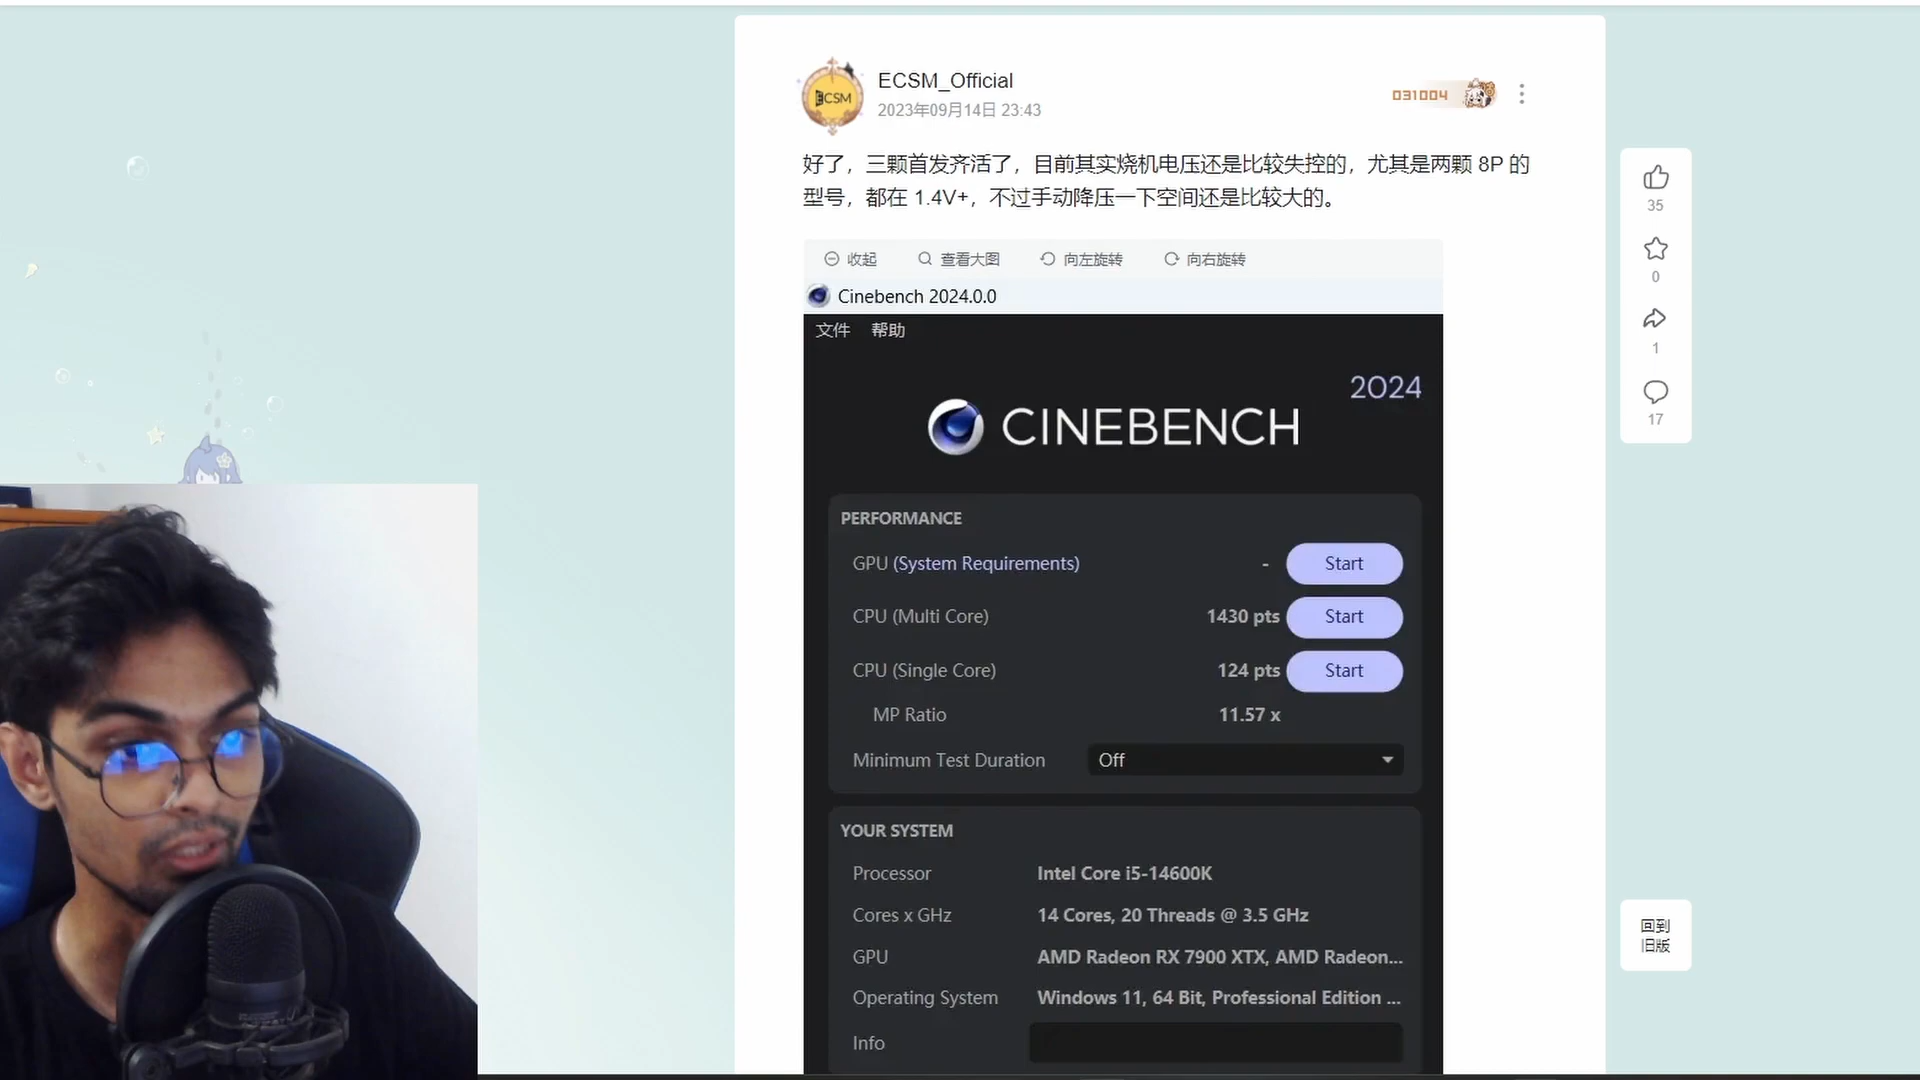 ECSM
ECSM_Official
2023年09月14日 23:43
031004
好了，三颗首发齐活了，目前其实烧机电压还是比较失控的，尤其是两颗 8P 的
型号，都在 1.4V+，不过手动降压一下空间还是比较大的。
收起 查看大图 向左旋转 向右旋转
Cinebench 2024.0.0
文件 帮助
2024
CINEBENCH
PERFORMANCE
GPU (System Requirements) - Start
CPU (Multi Core) 1430 pts Start
CPU (Single Core) 124 pts Start
MP Ratio 11.57 x
Minimum Test Duration Off
YOUR SYSTEM
Processor Intel Core i5-14600K
Cores x GHz 14 Cores, 20 Threads @ 3.5 GHz
GPU AMD Radeon RX 7900 XTX, AMD Radeon...
Operating System Windows 11, 64 Bit, Professional Edition ...
Info
35
0
1
17
回到
旧版